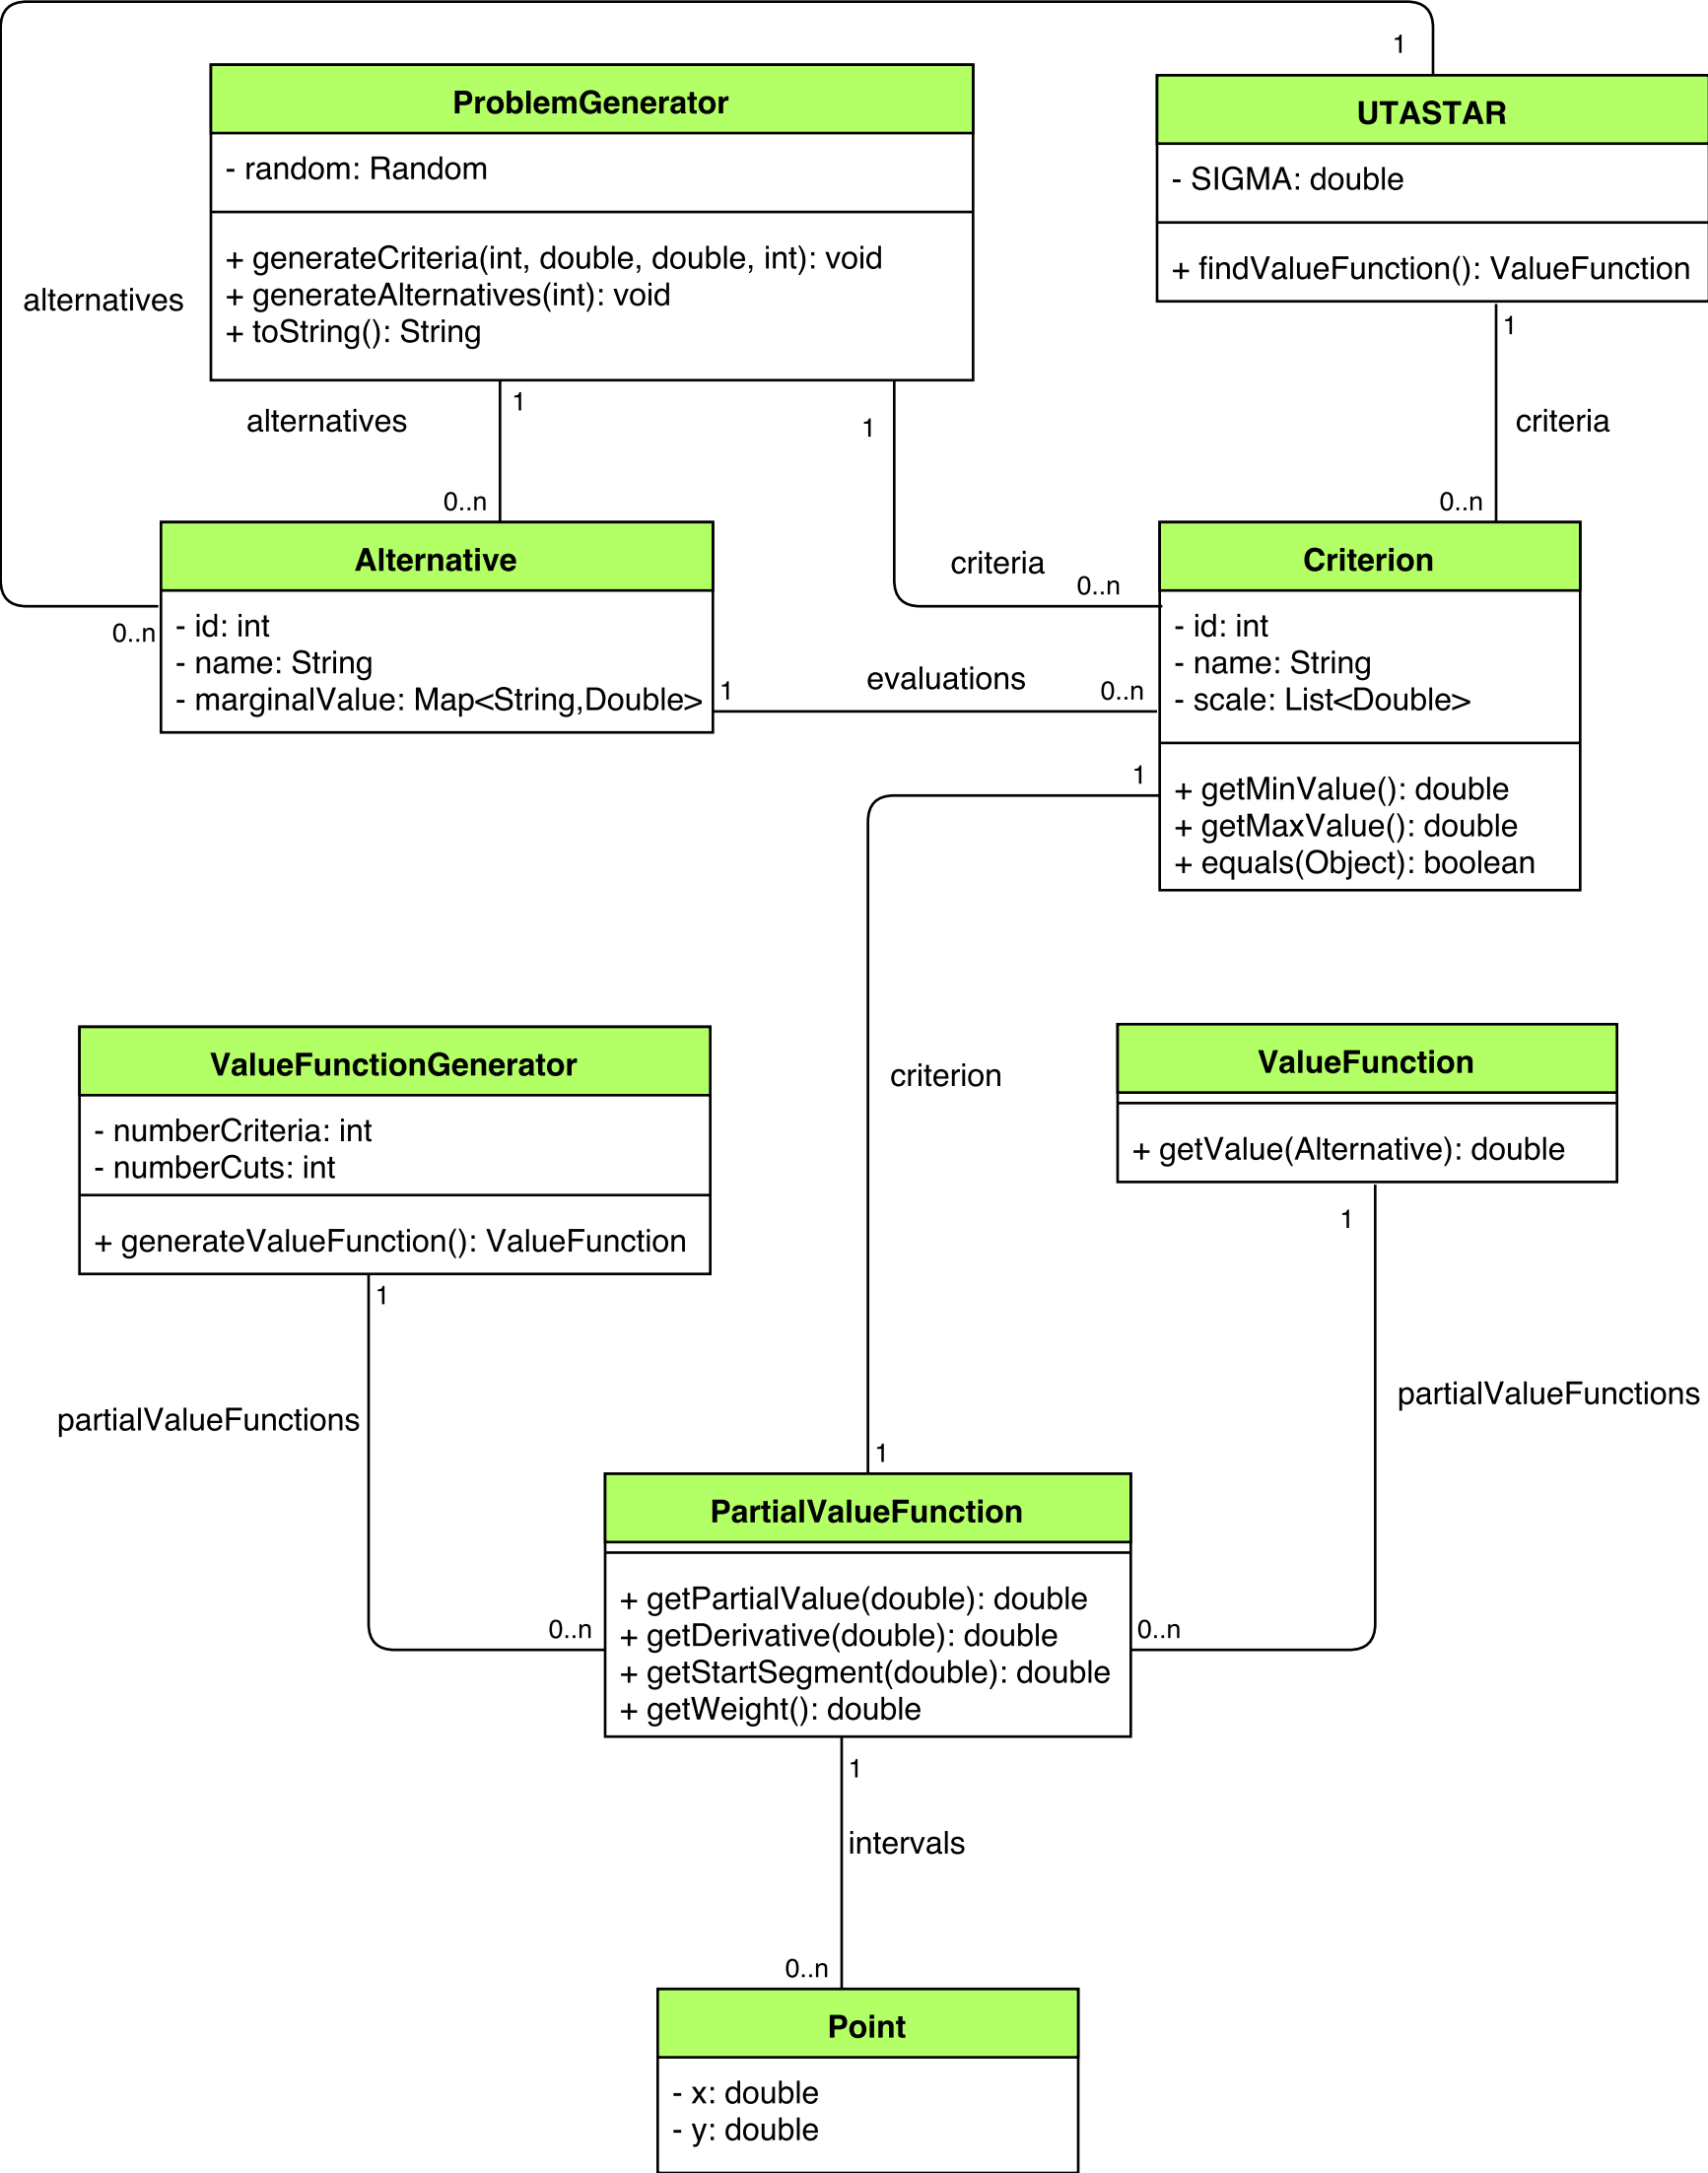 1
ProblemGenerator
- random: Random
+ generateCriteria(int, double, double, int): void
+ generateAlternatives(int): void
+ toString(): String
UTASTAR
- SIGMA: double
+ findValueFunction(): ValueFunction
alternatives
1
alternatives
0..n
1
criteria
0..n
1
criteria
0..n
Alternative
- id: int
- name: String
- marginalValue: Map<String,Double>
0..n
1
evaluations
0..n
Criterion
- id: int
- name: String
- scale: List<Double>
+ getMinValue(): double
+ getMaxValue(): double
+ equals(Object): boolean
1
criterion
1
ValueFunctionGenerator
- numberCriteria: int
- numberCuts: int
+ generateValueFunction(): ValueFunction
ValueFunction
+ getValue(Alternative): double
1
partialValueFunctions
0..n
1
partialValueFunctions
0..n
PartialValueFunction
+ getPartialValue(double): double
+ getDerivative(double): double
+ getStartSegment(double): double
+ getWeight(): double
1
intervals
0..n
Point
- x: double
- y: double